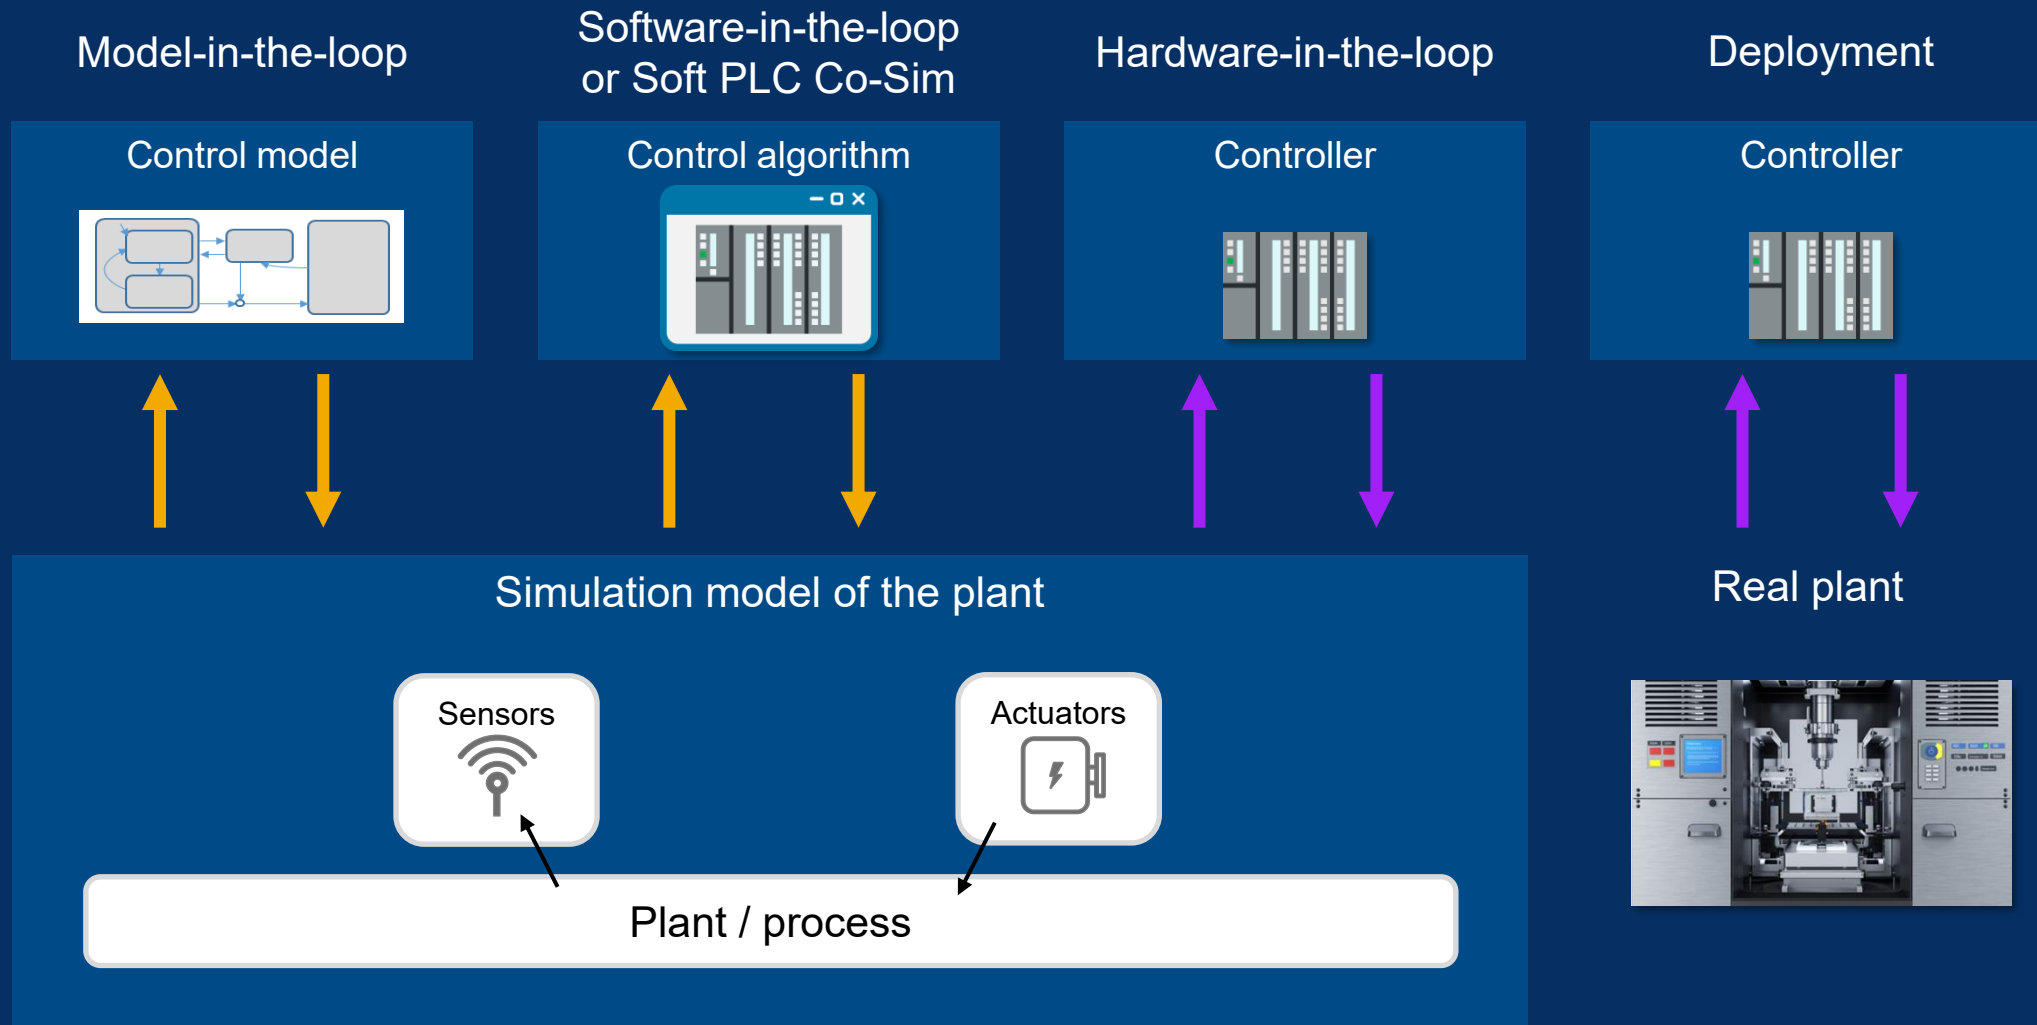 Model-in-the-loop
Software-in-the-loop
or Soft PLC Co-Sim
Hardware-in-the-loop
Deployment
Control model
Control algorithm
Controller
Controller
Simulation model of the plant
Real plant
Sensors
Actuators
Plant / process